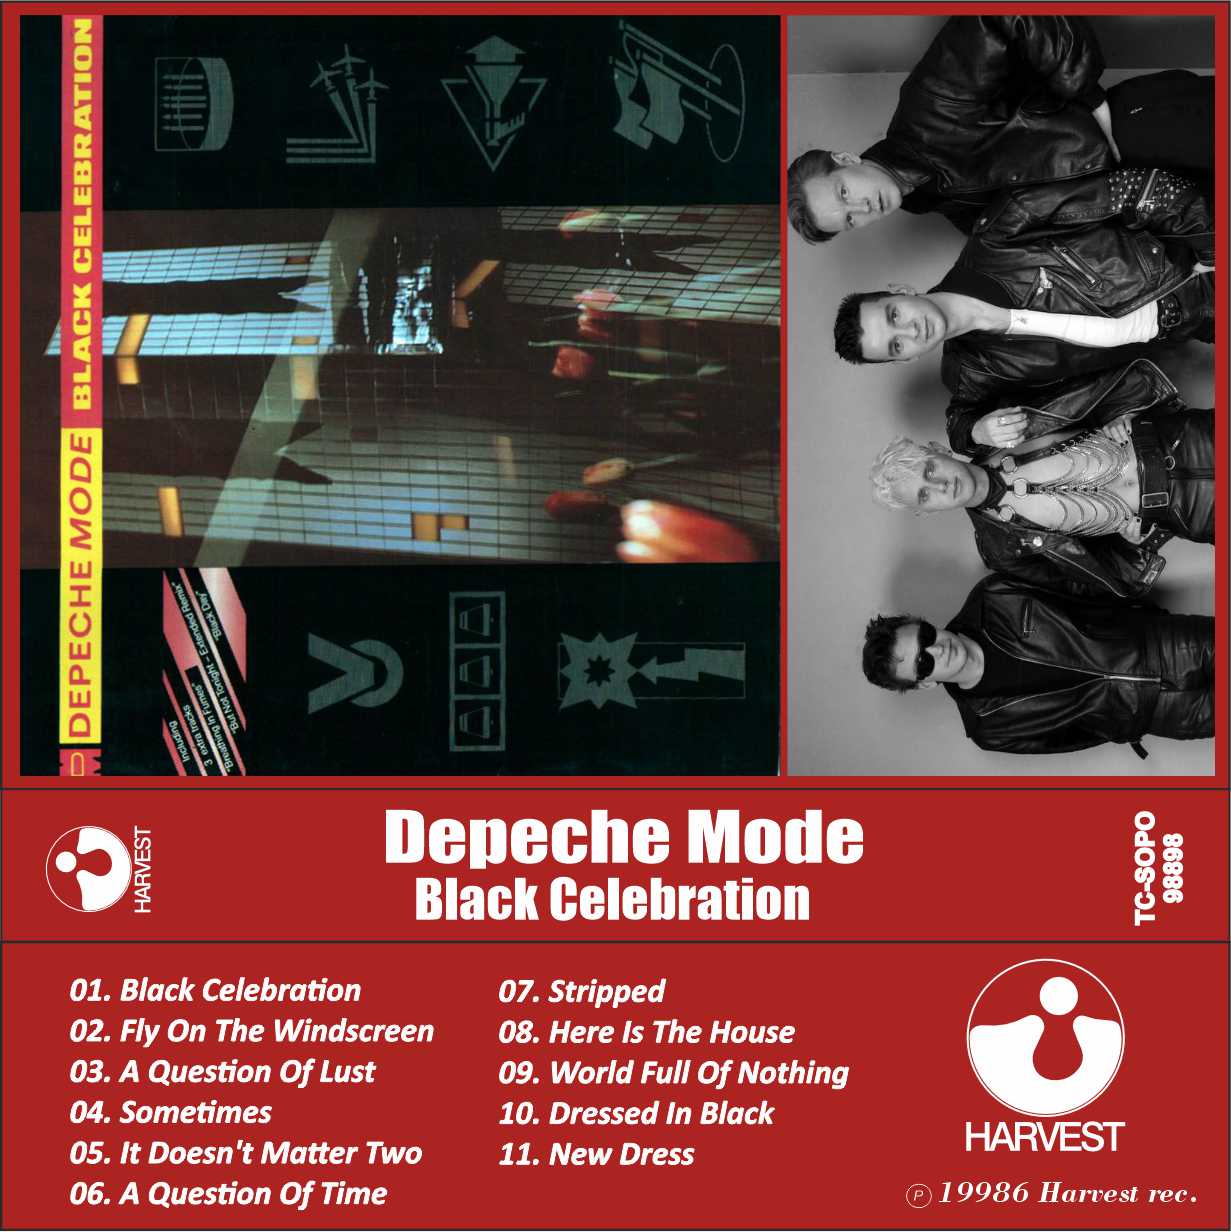 DEPECHE MODE BLACK CELEBRATION
Including
3 extra tracks
"Breathing In Fumes"
"But Not Tonight – Extended Remix"
"Black Day"
Depeche Mode
Black Celebration
HARVEST
TC-SOPO
98898
01. Black Celebration
02. Fly On The Windscreen
03. A Question Of Lust
04. Sometimes
05. It Doesn't Matter Two
06. A Question Of Time
07. Stripped
08. Here Is The House
09. World Full Of Nothing
10. Dressed In Black
11. New Dress
HARVEST
℗ 19986 Harvest rec.